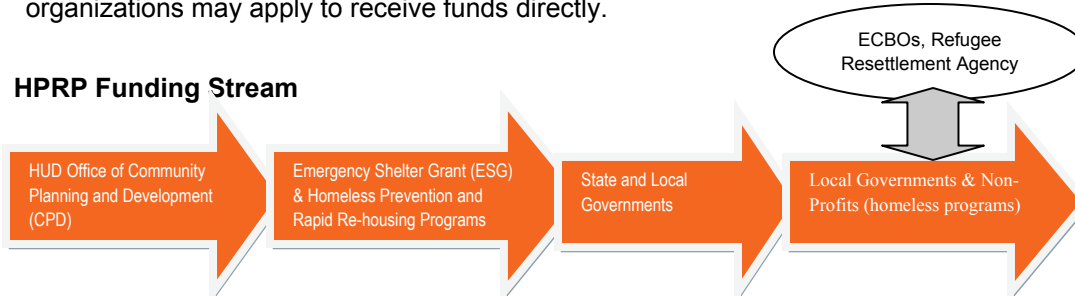 organizations may apply to receive funds directly.
ECBOs, Refugee
Resettlement Agency
HPRP Funding Stream
HUD Office of Community
Planning and Development
(CPD)
Emergency Shelter Grant (ESG)
& Homeless Prevention and
Rapid Re-housing Programs
State and Local
Governments
Local Governments & Non-
Profits (homeless programs)